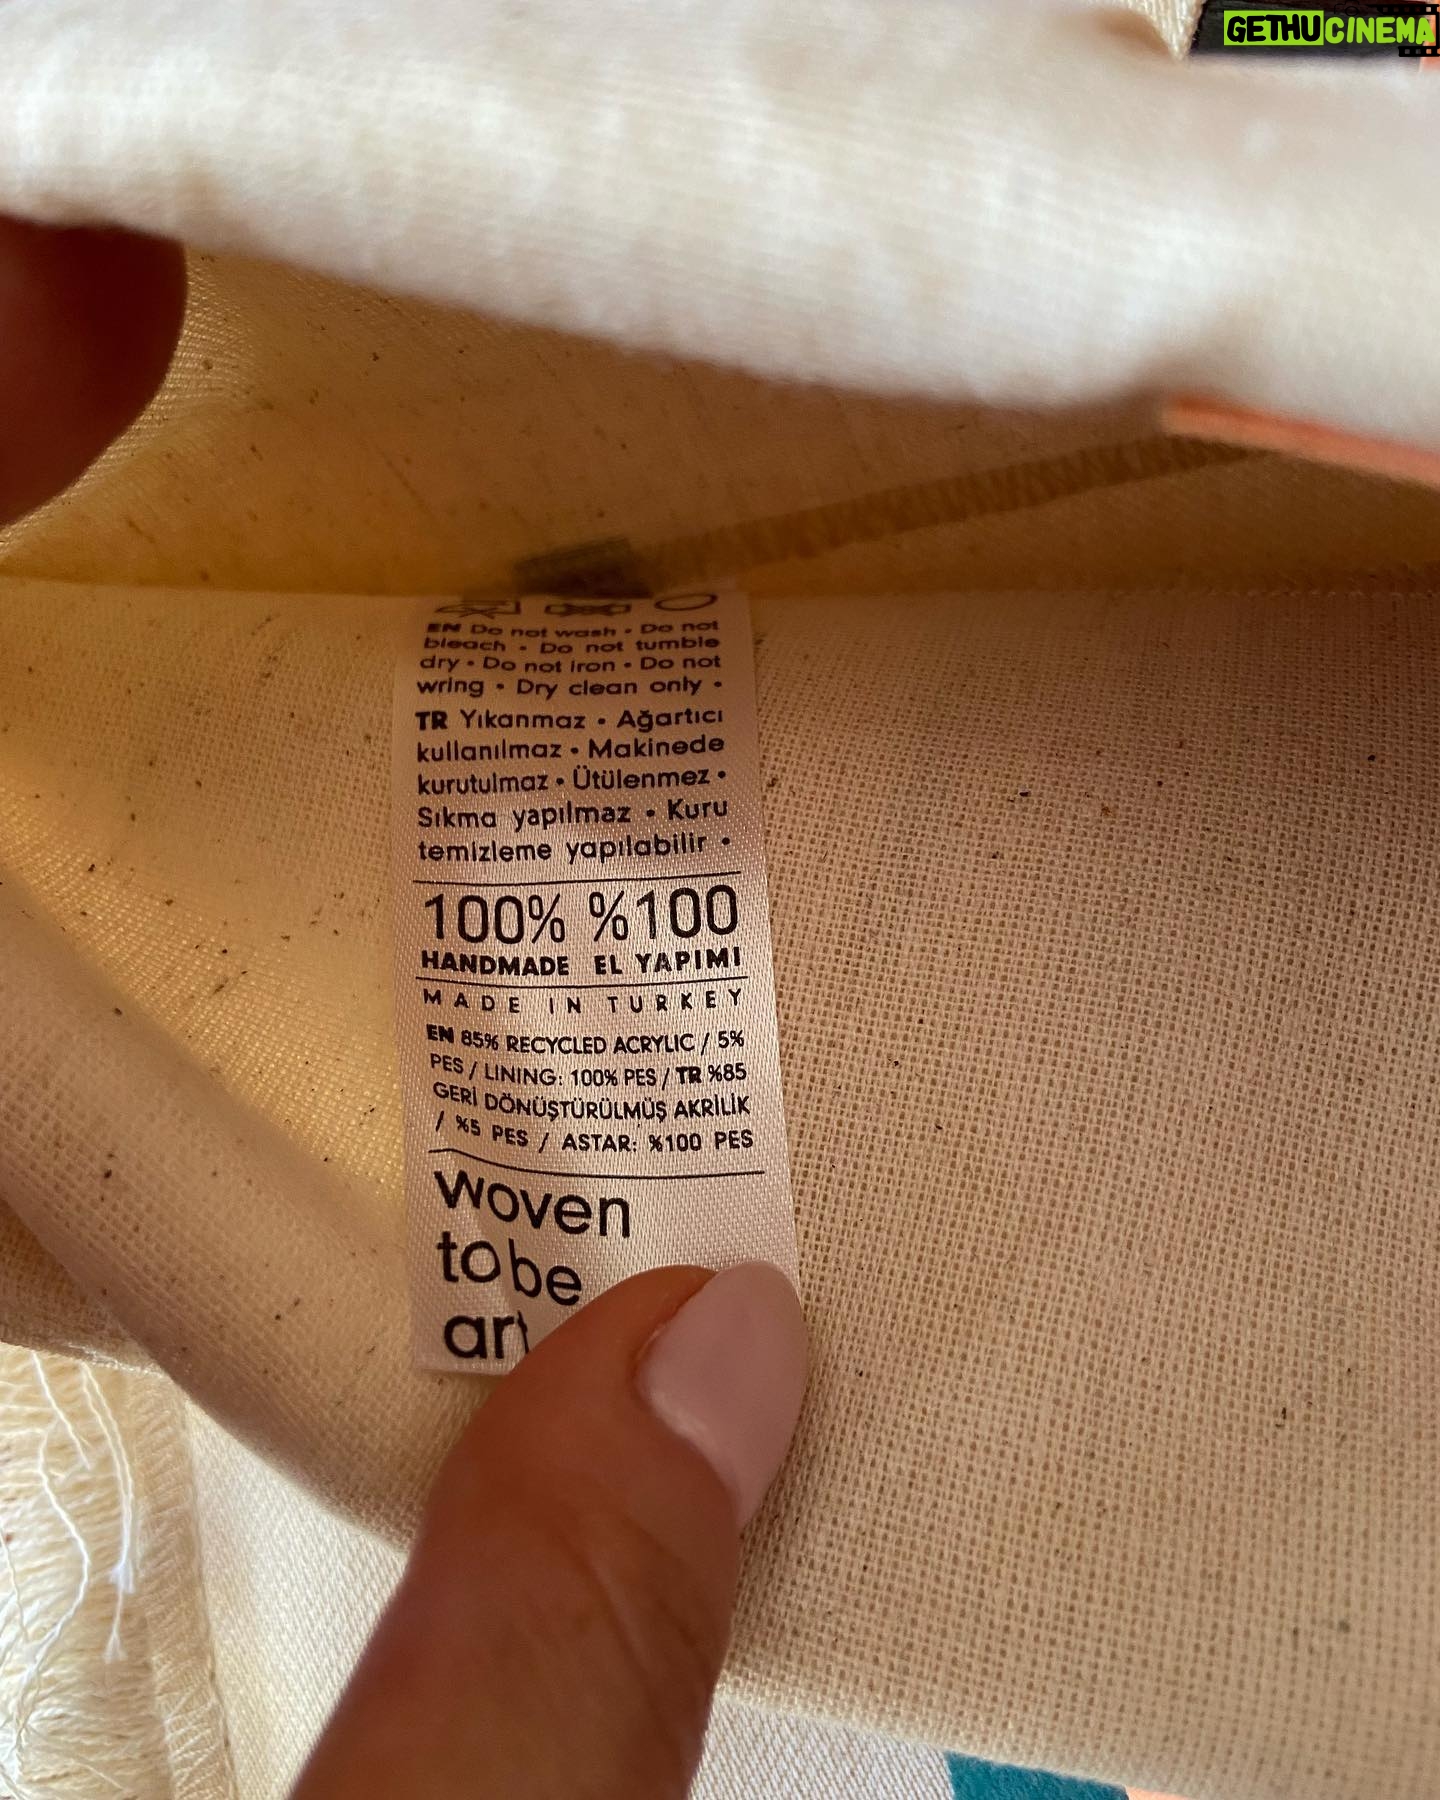 GETHUCINEMA
EN Do not wash • Do not
bleach • Do not tumble
dry • Do not iron • Do not
wring • Dry clean only •
TR Yıkanmaz • Ağartıcı
kullanılmaz • Makinede
kurutulmaz • Ütülenmez •
Sıkma yapılmaz • Kuru
temizleme yapılabilir •
100% %100
HANDMADE EL YAPIMI
MADE IN TURKEY
EN 85% RECYCLED ACRYLIC / 5%
PES / LINING: 100% PES / TR %85
GERİ DÖNÜŞTÜRÜLMÜŞ AKRİLİK
/ %5 PES / ASTAR: %100 PES
woven
to be
art